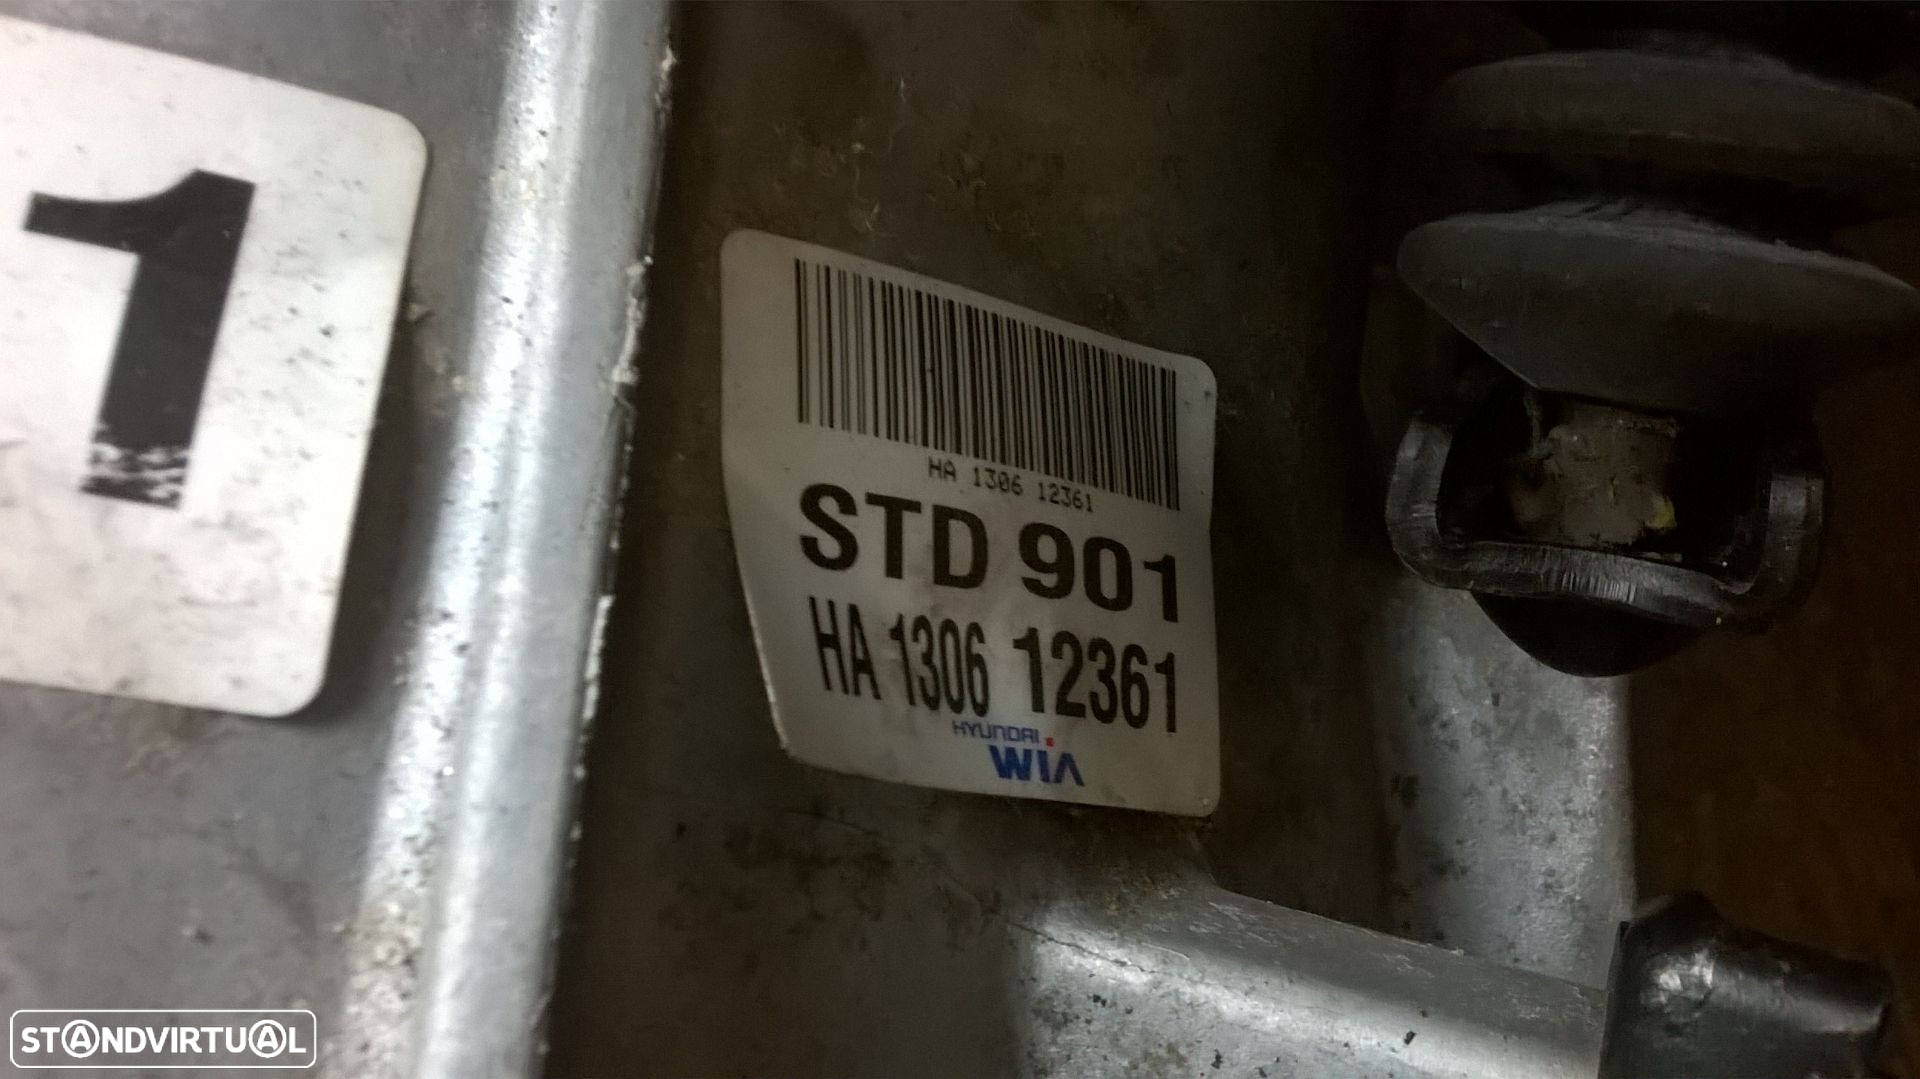 1
HA 1306 12361
STD 901
HA 1306 12361
HYUNDAI
WIA
STANDVIRTUAL